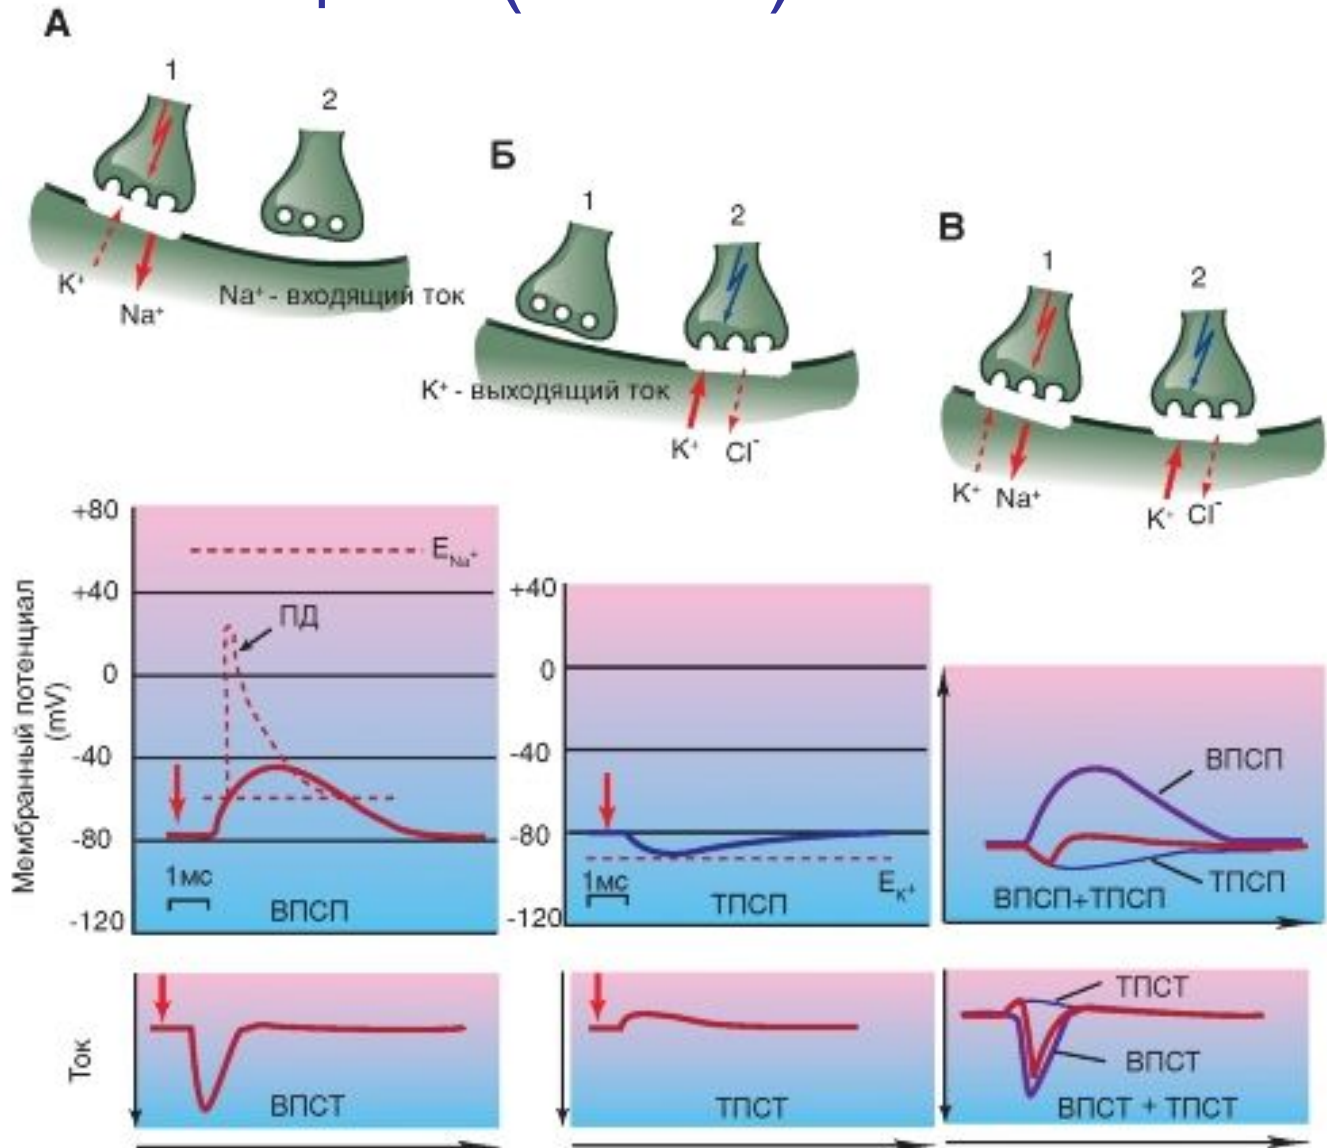 А
1
2
K⁺
Na⁺
Na⁺ - входящий ток
Б
1
2
K⁺ - выходящий ток
K⁺
Cl⁻
В
1
2
K⁺
Na⁺
K⁺
Cl⁻
Мембранный потенциал
(mV)
+80
+40
0
-40
-80
-120
E Na⁺
ПД
1мс
ВПСП
+40
0
-40
-80
-120
1мс
ТПСП
E K⁺
ВПСП
ТПСП
ВПСП+ТПСП
Ток
ВПСТ
ТПСТ
ТПСТ
ВПСТ
ВПСТ + ТПСТ